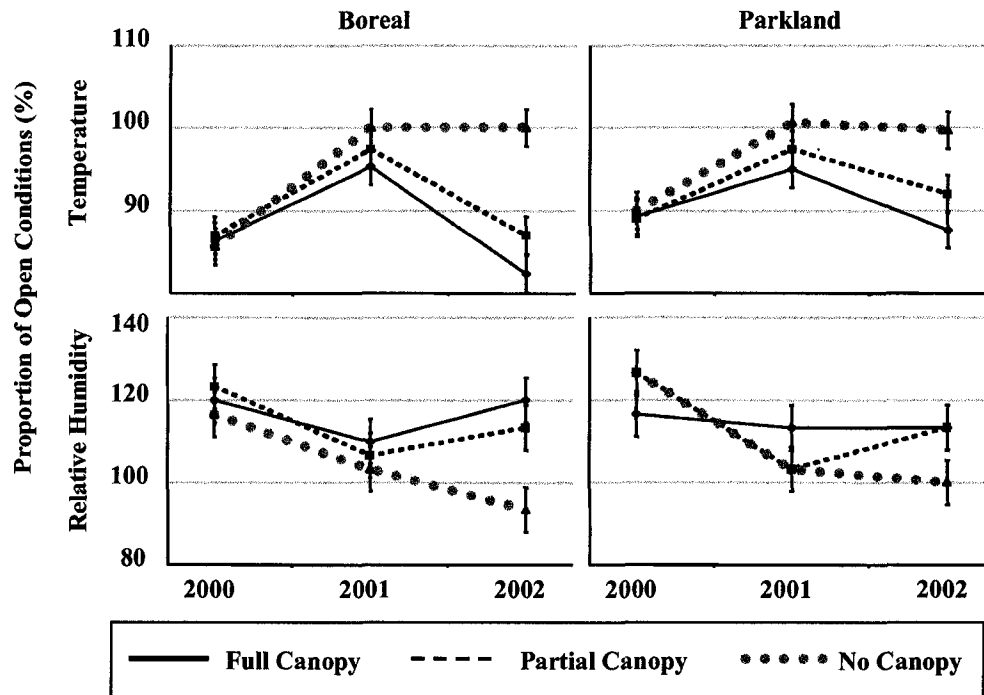 Boreal Parkland
Proportion of Open Conditions (%)
Temperature
110
100
90
Relative Humidity
140
120
100
80
2000 2001 2002 2000 2001 2002
Full Canopy Partial Canopy No Canopy